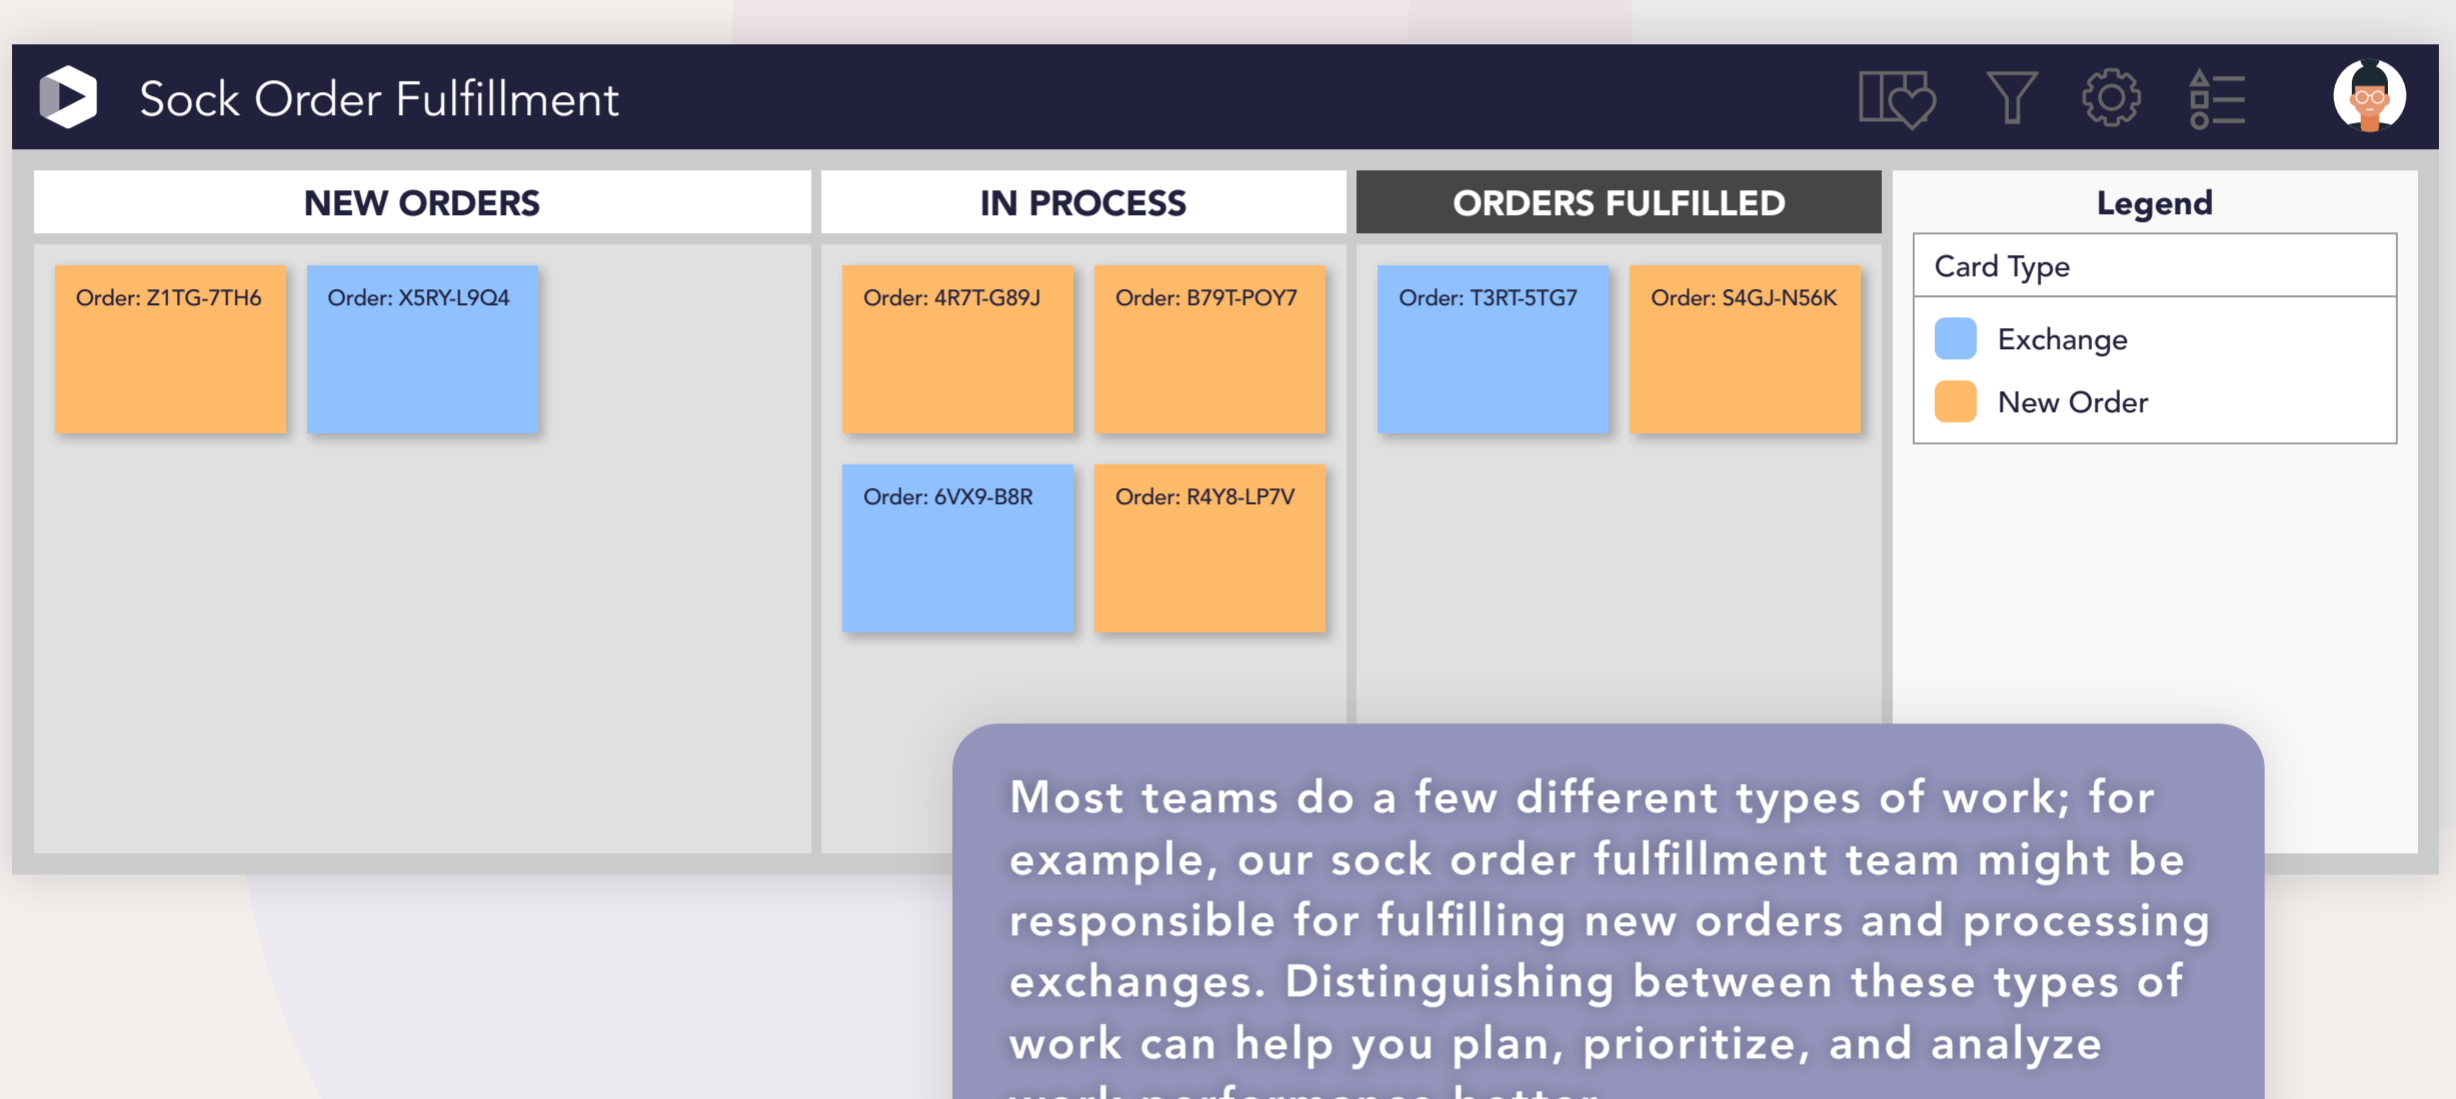 Sock Order Fulfillment
NEW ORDERS
IN PROCESS
ORDERS FULFILLED
Legend
Order: Z1TG-7TH6
Order: X5RY-L9Q4
Order: 4R7T-G89J
Order: B79T-POY7
Order: 6VX9-B8R
Order: R4Y8-LP7V
Order: T3RT-5TG7
Order: S4GJ-N56K
Card Type
Exchange
New Order
Most teams do a few different types of work; for
example, our sock order fulfillment team might be
responsible for fulfilling new orders and processing
exchanges. Distinguishing between these types of
work can help you plan, prioritize, and analyze
work performance better